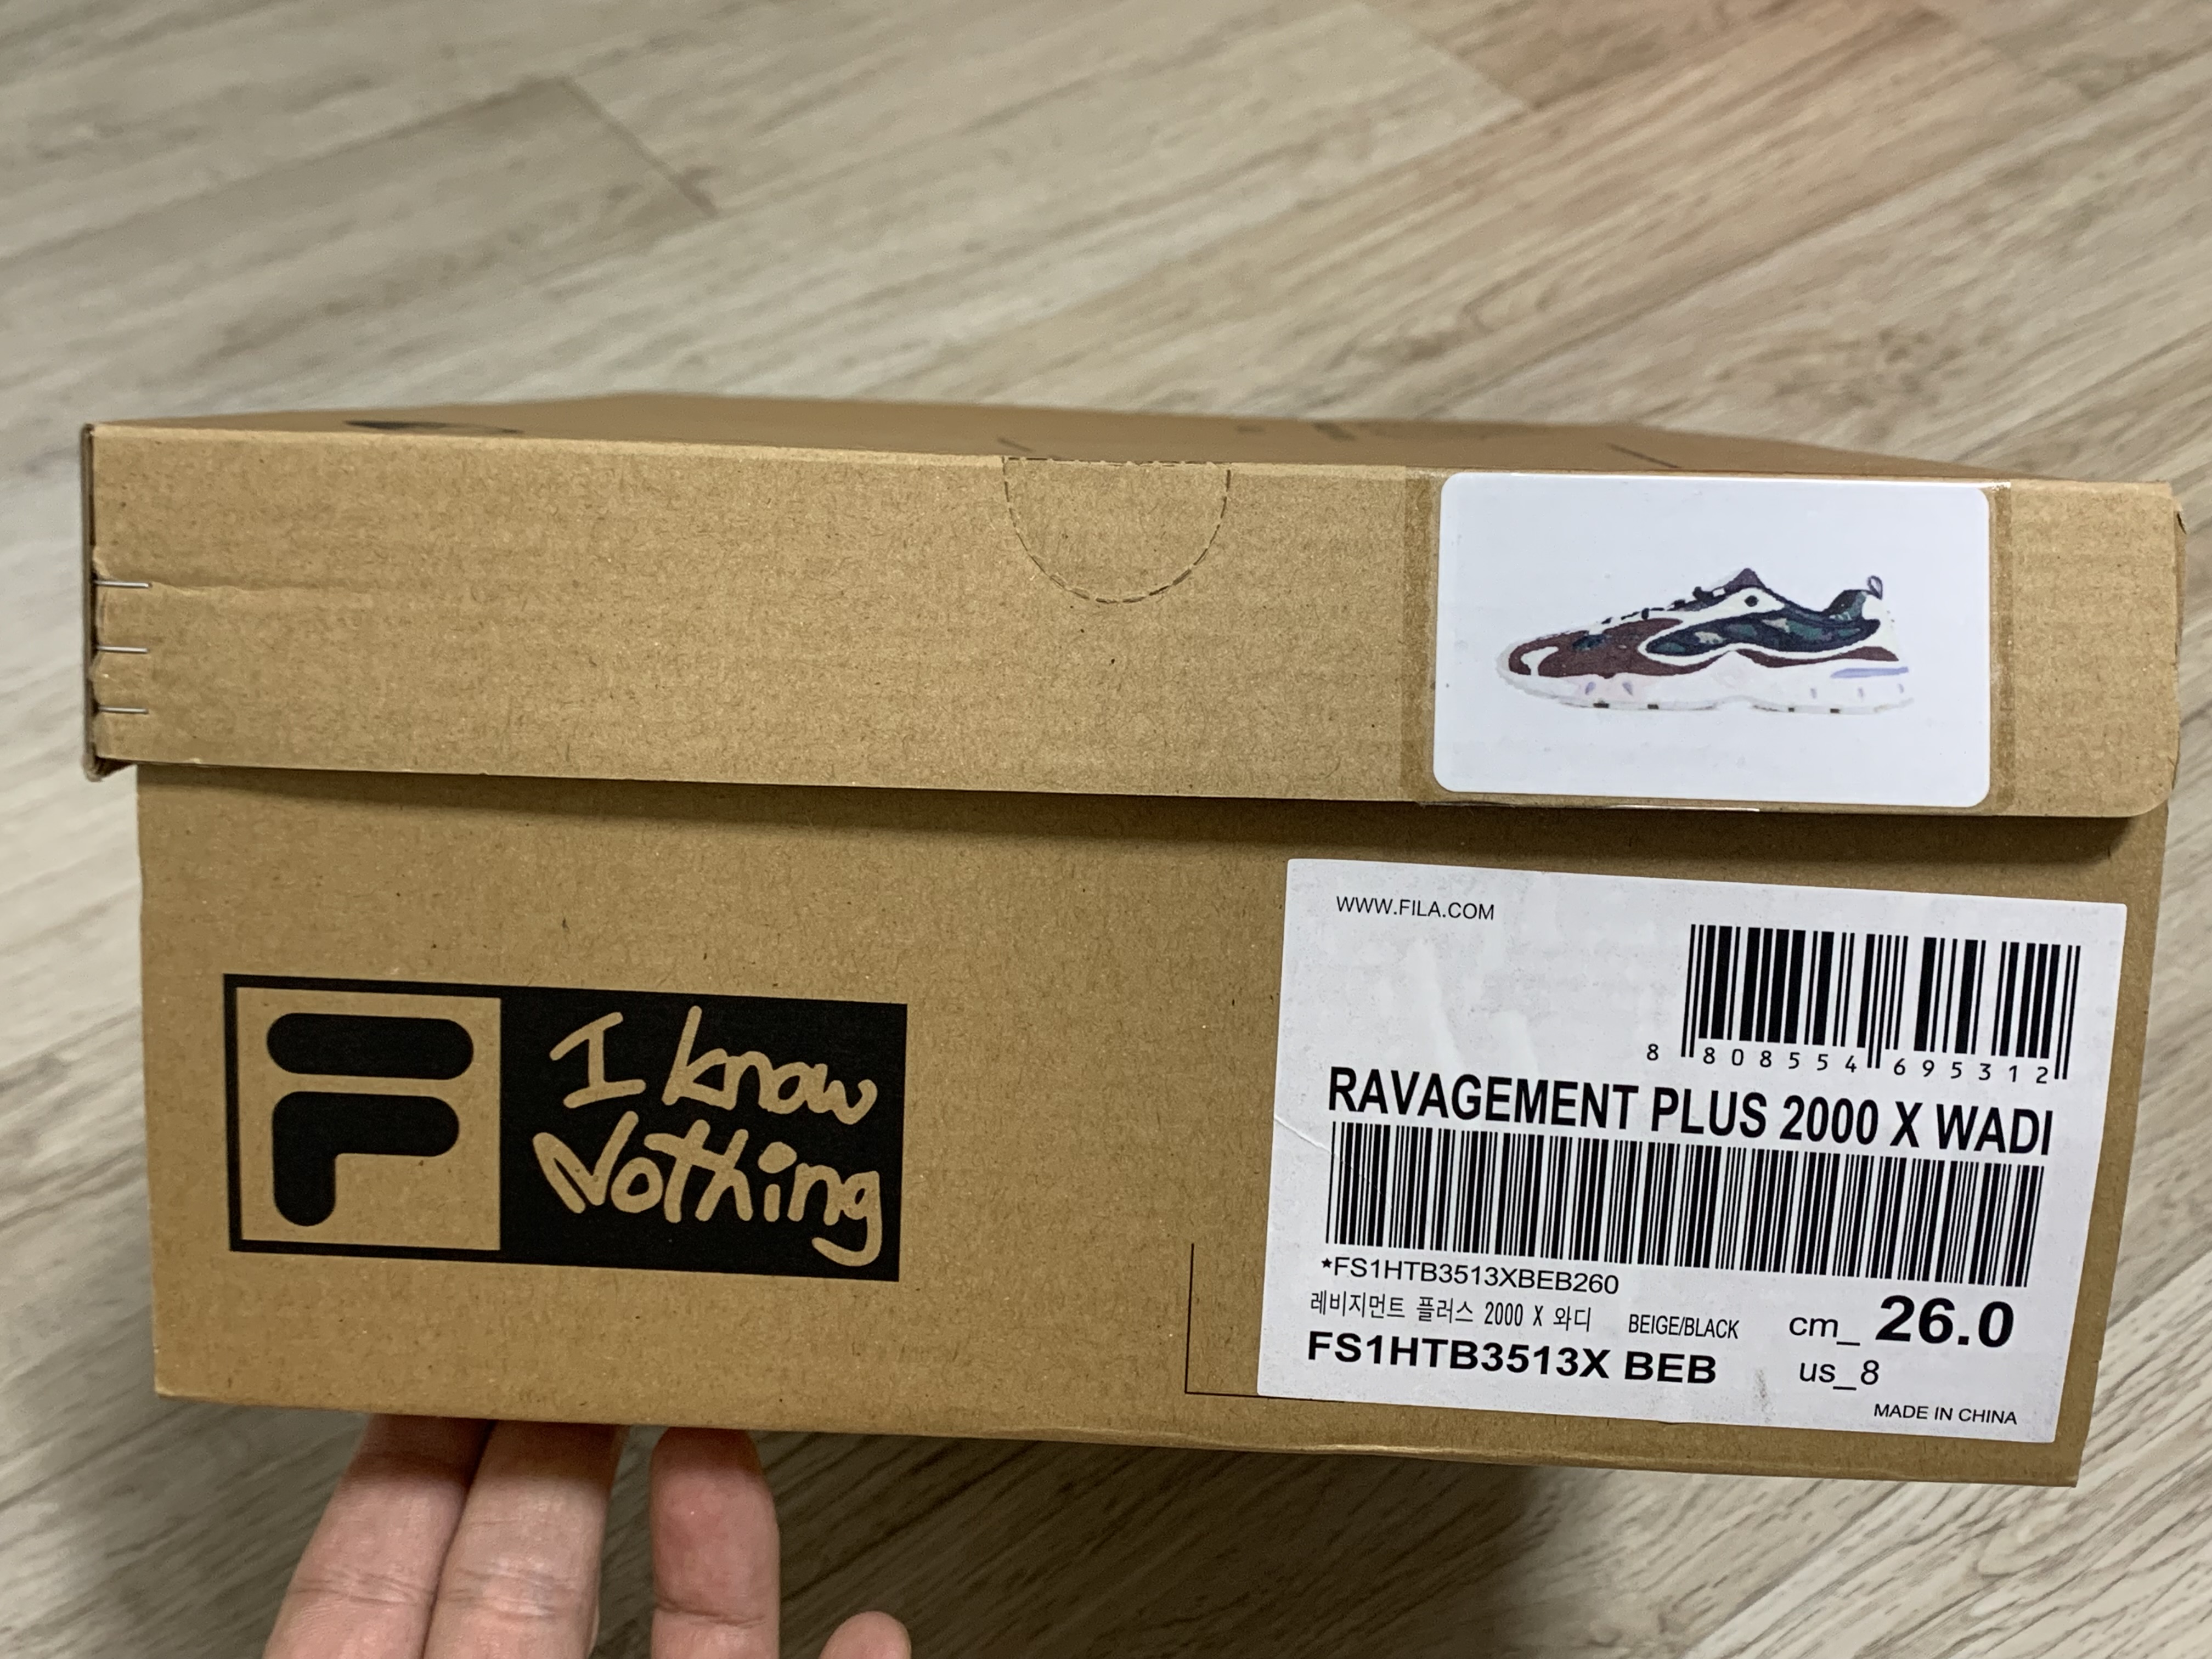 I know
Nothing
WWW.FILA.COM
8 808554 695312
RAVAGEMENT PLUS 2000 X WADI
*FS1HTB3513XBEB260
레비지먼트 플러스 2000 X 와디 BEIGE/BLACK cm_ 26.0
FS1HTB3513X BEB us_8
MADE IN CHINA